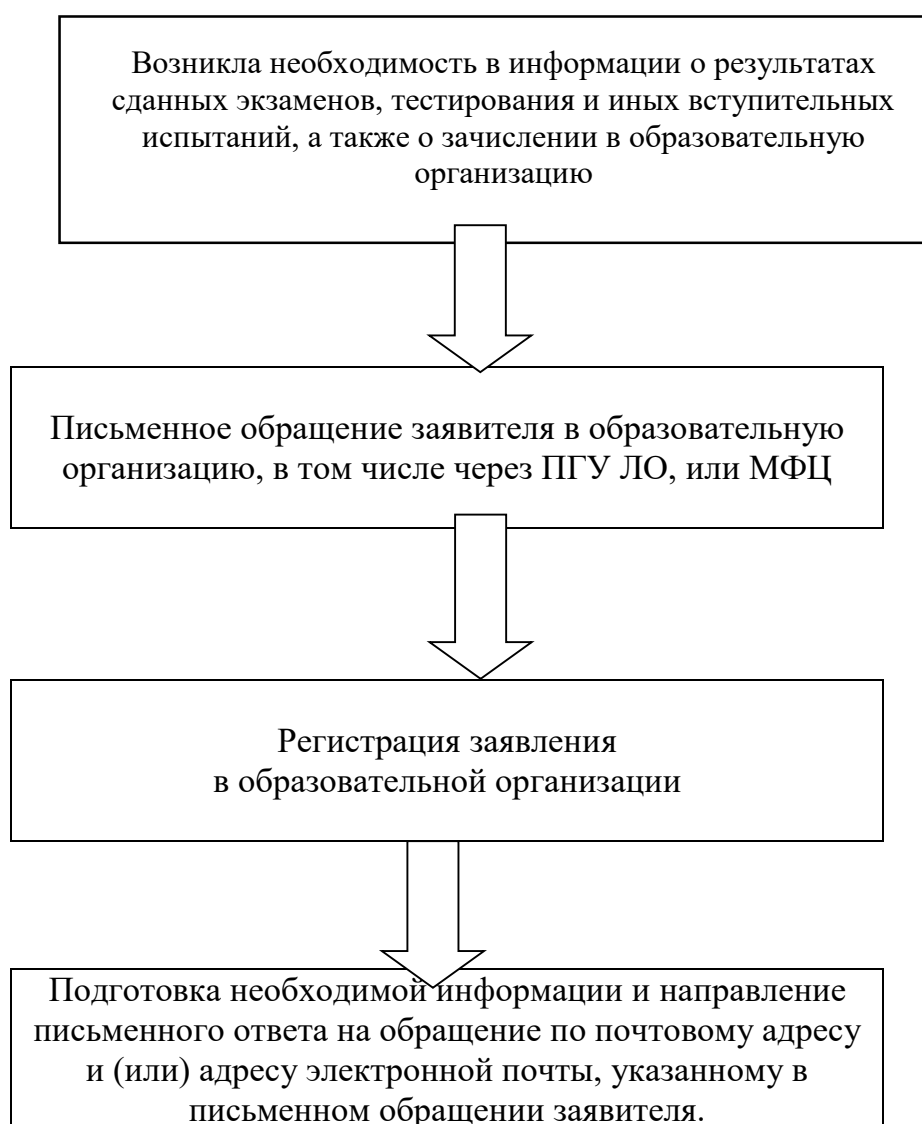 Возникла необходимость в информации о результатах
сданных экзаменов, тестирования и иных вступительных
испытаний, а также о зачислении в образовательную
организацию
Письменное обращение заявителя в образовательную
организацию, в том числе через ПГУ ЛО, или МФЦ
Регистрация заявления
в образовательной организации
Подготовка необходимой информации и направление
письменного ответа на обращение по почтовому адресу
и (или) адресу электронной почты, указанному в
письменном обращении заявителя.